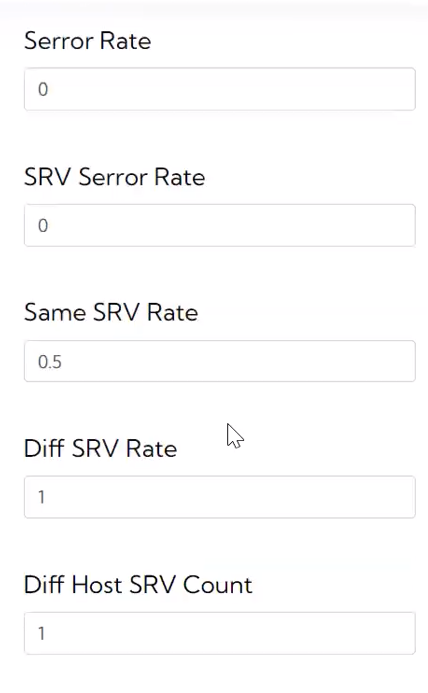 Serror Rate
0
SRV Serror Rate
0
Same SRV Rate
0.5
Diff SRV Rate
1
Diff Host SRV Count
1